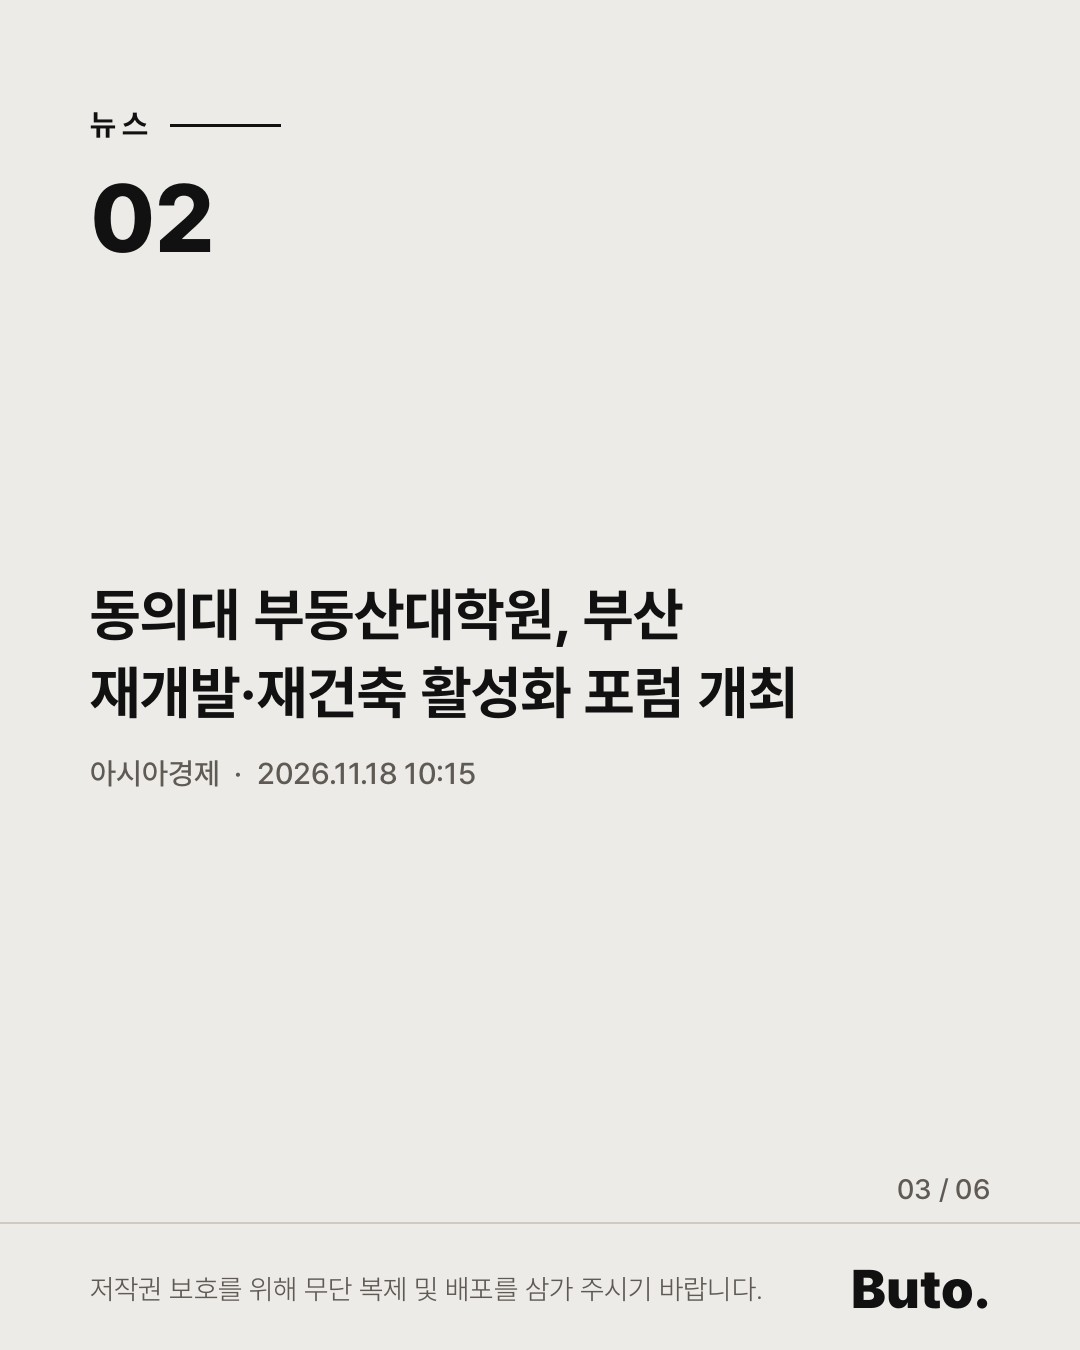 뉴스
02
동의대 부동산대학원, 부산
재개발·재건축 활성화 포럼 개최
아시아경제 · 2026.11.18 10:15
03 / 06
저작권 보호를 위해 무단 복제 및 배포를 삼가 주시기 바랍니다.
Buto.